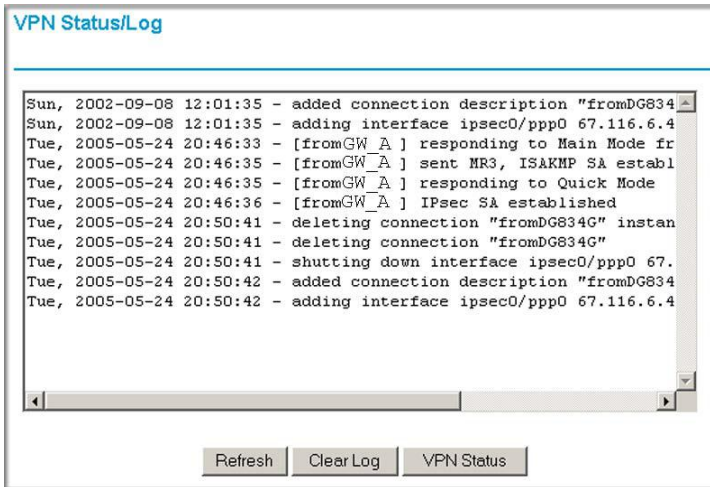 VPN Status/Log
Sun, 2002-09-08 12:01:35 - added connection description "fromDG834
Sun, 2002-09-08 12:01:35 - adding interface ipsec0/ppp0 67.116.6.4
Tue, 2005-05-24 20:46:33 - [fromGW_A ] responding to Main Mode fr
Tue, 2005-05-24 20:46:35 - [fromGW_A ] sent MR3, ISAKMP SA establ
Tue, 2005-05-24 20:46:35 - [fromGW_A ] responding to Quick Mode
Tue, 2005-05-24 20:46:36 - [fromGW_A ] IPsec SA established
Tue, 2005-05-24 20:50:41 - deleting connection "fromDG834G" instan
Tue, 2005-05-24 20:50:41 - deleting connection "fromDG834G"
Tue, 2005-05-24 20:50:41 - shutting down interface ipsec0/ppp0 67.
Tue, 2005-05-24 20:50:42 - added connection description "fromDG834
Tue, 2005-05-24 20:50:42 - adding interface ipsec0/ppp0 67.116.6.4
Refresh Clear Log VPN Status